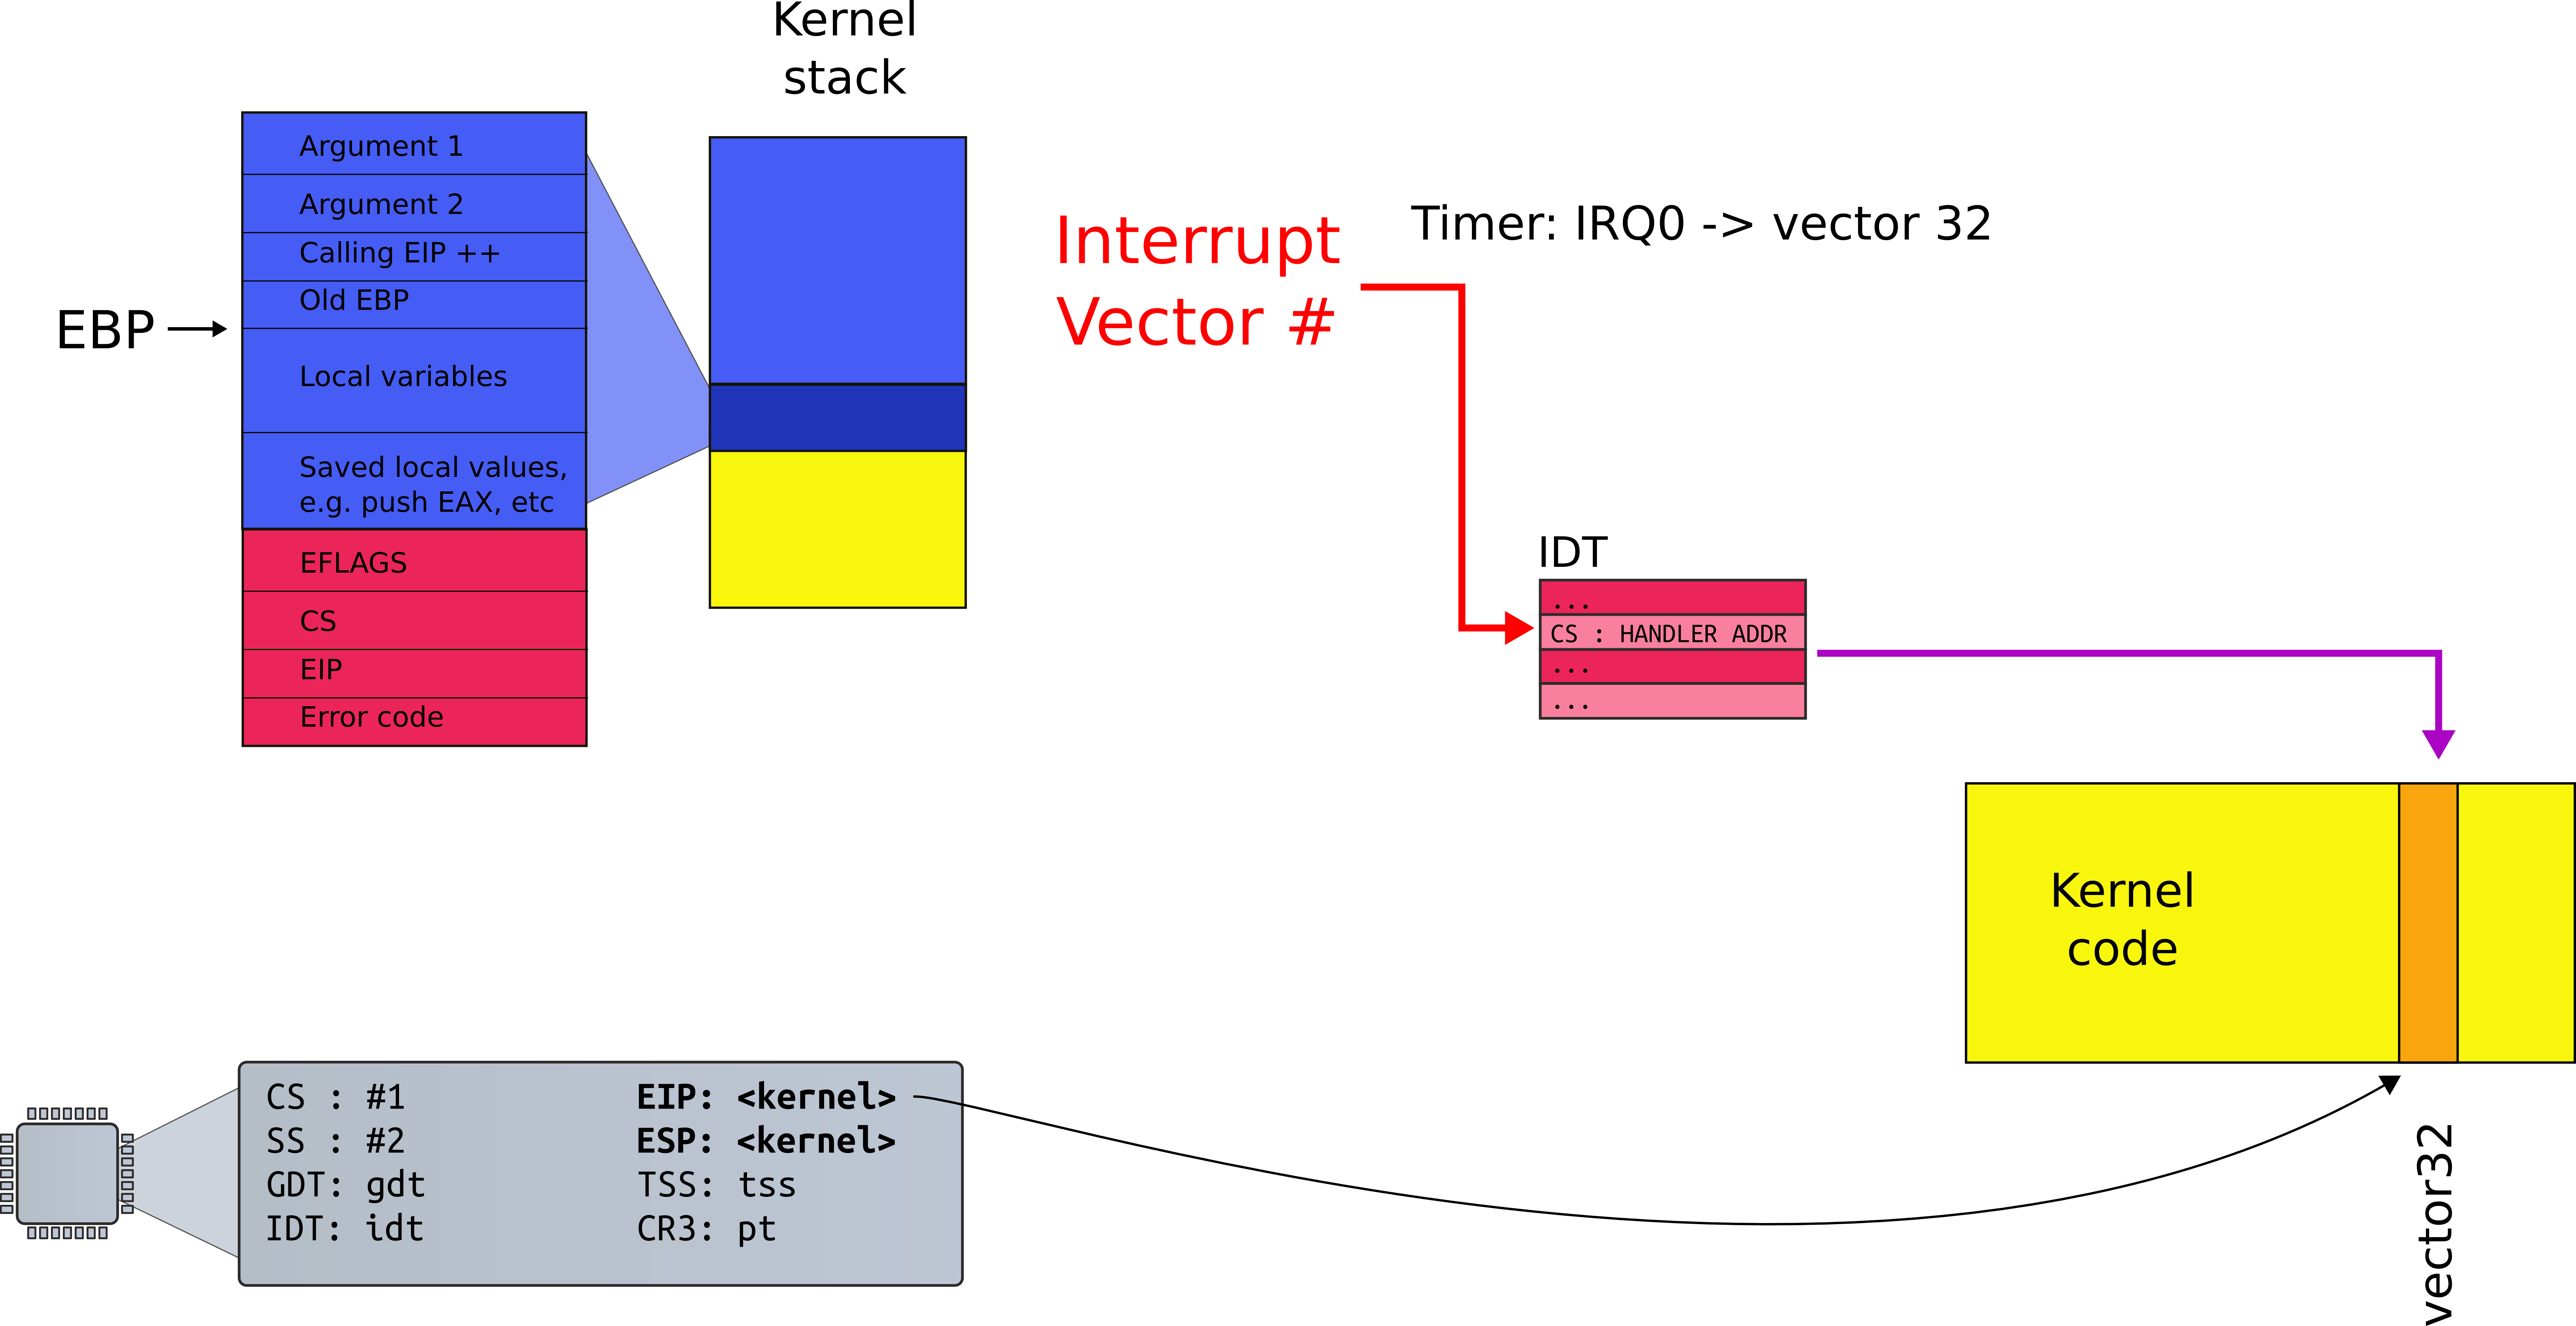 Kernel
stack
Argument 1
Argument 2
Calling EIP ++
Old EBP
EBP
Local variables
Saved local values,
e.g. push EAX, etc
EFLAGS
CS
EIP
Error code
Interrupt
Vector #
Timer: IRQ0 -> vector 32
IDT
...
CS : HANDLER ADDR
...
...
Kernel
code
vector32
CS : #1
SS : #2
GDT: gdt
IDT: idt
EIP: <kernel>
ESP: <kernel>
TSS: tss
CR3: pt